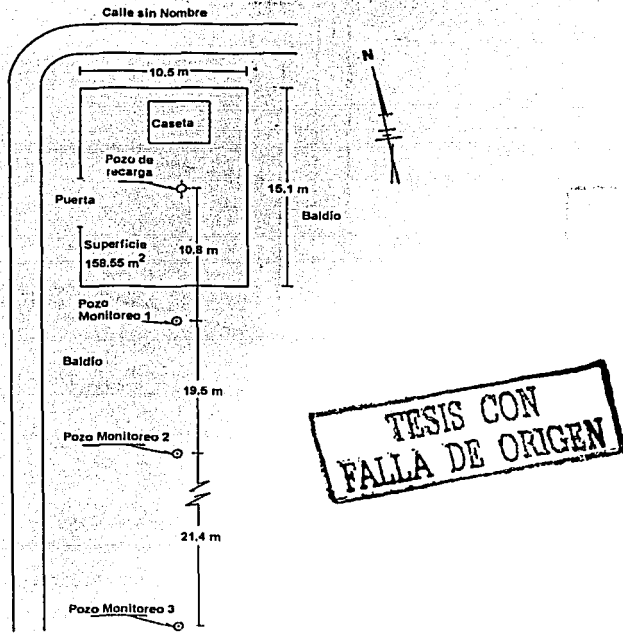 Calle sin Nombre
10.5 m
N
Caseta
Pozo de
recarga
15.1 m
Puerta
Baldío
Superficie
158.55 m²
10.8 m
Pozo
Monitoreo 1
Baldío
19.5 m
Pozo Monitoreo 2
21.4 m
Pozo Monitoreo 3
TESIS CON
FALLA DE ORIGEN